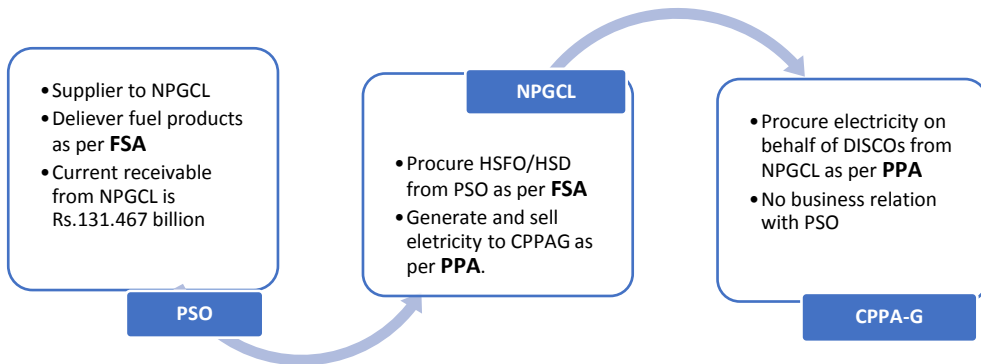 •Supplier to NPGCL
•Deliever fuel products
as per FSA
•Current receivable
from NPGCL is
Rs.131.467 billion
PSO
NPGCL
•Procure HSFO/HSD
from PSO as per FSA
•Generate and sell
eletricity to CPPAG as
per PPA.
•Procure electricity on
behalf of DISCOs from
NPGCL as per PPA
•No business relation
with PSO
CPPA-G